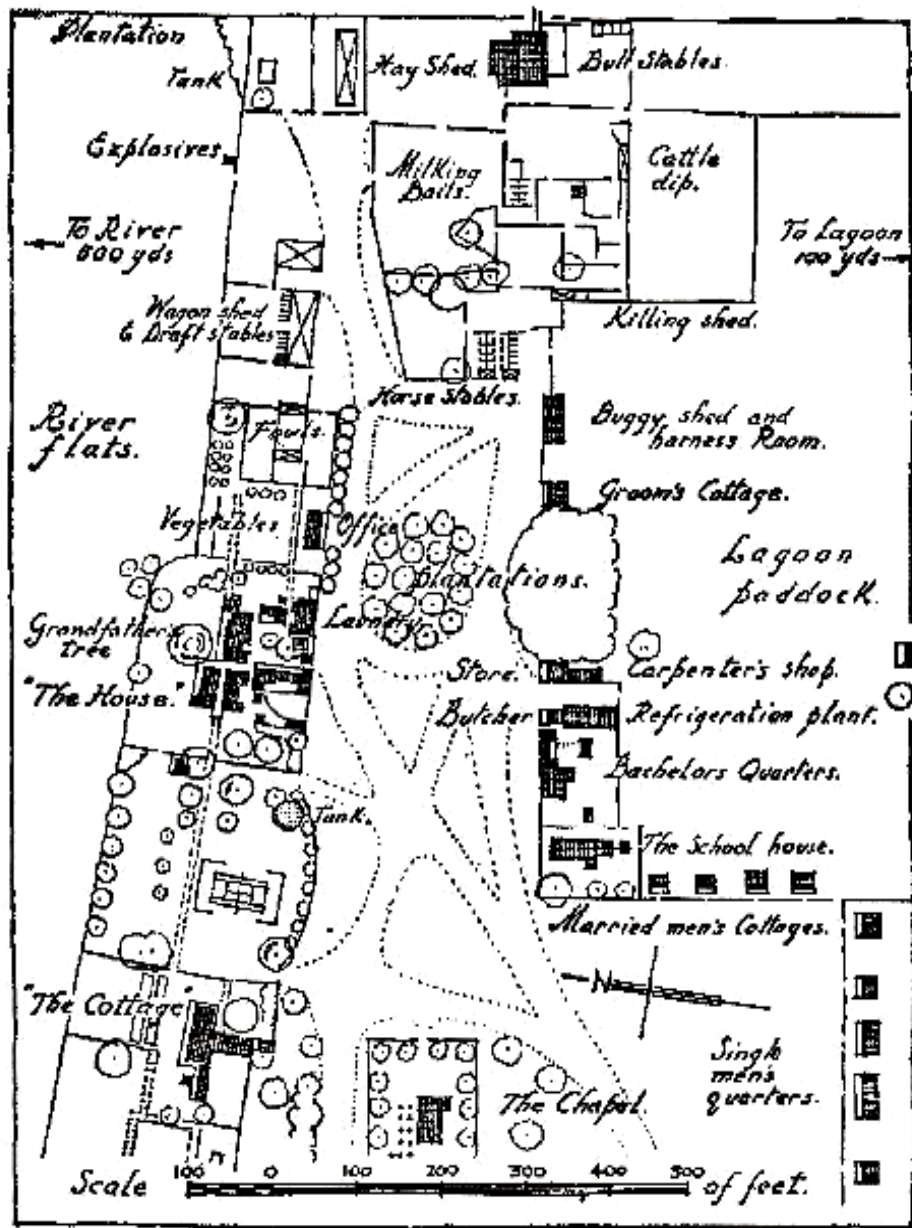 Plantation
Tank
Hay Shed.
Bull Stables.
Explosives
Milking
Bails.
Cattle
dip.
To River
800 yds
To Lagoon
100 yds
Wagon shed
& Draft stables
Killing shed.
Horse Stables.
River
flats.
Fowls.
Buggy shed and
harness Room.
Groom's Cottage.
Vegetables
Office
Plantations.
Lagoon
paddock.
Grandfather's
tree
Laundry
"The House."
Store.
Carpenter's shop.
Butcher
Refrigeration plant.
Bachelors Quarters.
Tank.
The School house.
Married men's Cottages.
"The Cottage"
N
Single
men's
quarters.
The Chapel.
Scale
100 0 100 200 300 400 500
of feet.